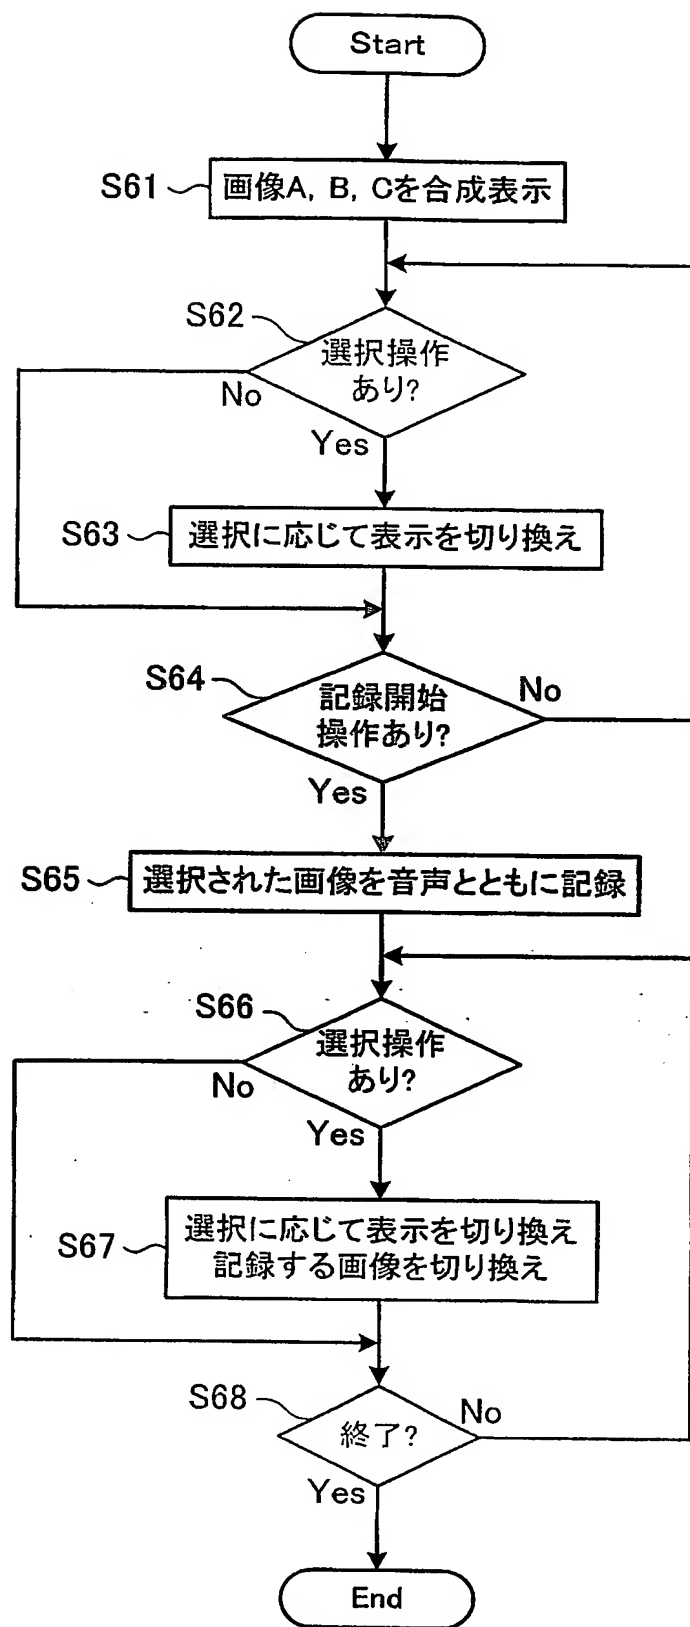 Start
S61
画像A, B, Cを合成表示
S62
選択操作
あり?
No
Yes
S63
選択に応じて表示を切り換え
S64
記録開始
操作あり?
No
Yes
S65
選択された画像を音声とともに記録
S66
選択操作
あり?
No
Yes
S67
選択に応じて表示を切り換え
記録する画像を切り換え
S68
終了?
No
Yes
End